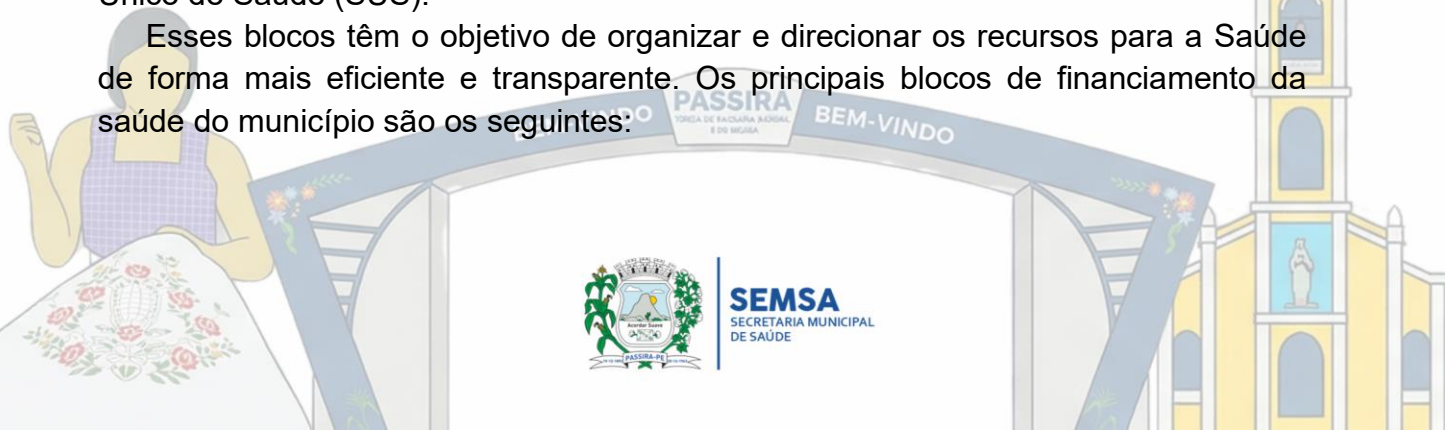 Único de Saúde (SUS).
Esses blocos têm o objetivo de organizar e direcionar os recursos para a Saúde
de forma mais eficiente e transparente. Os principais blocos de financiamento da
saúde do município são os seguintes:
PASSIRA
BEM-VINDO
Acordar Suave
PASSIRA-PE
SEMSA
SECRETARIA MUNICIPAL
DE SAÚDE